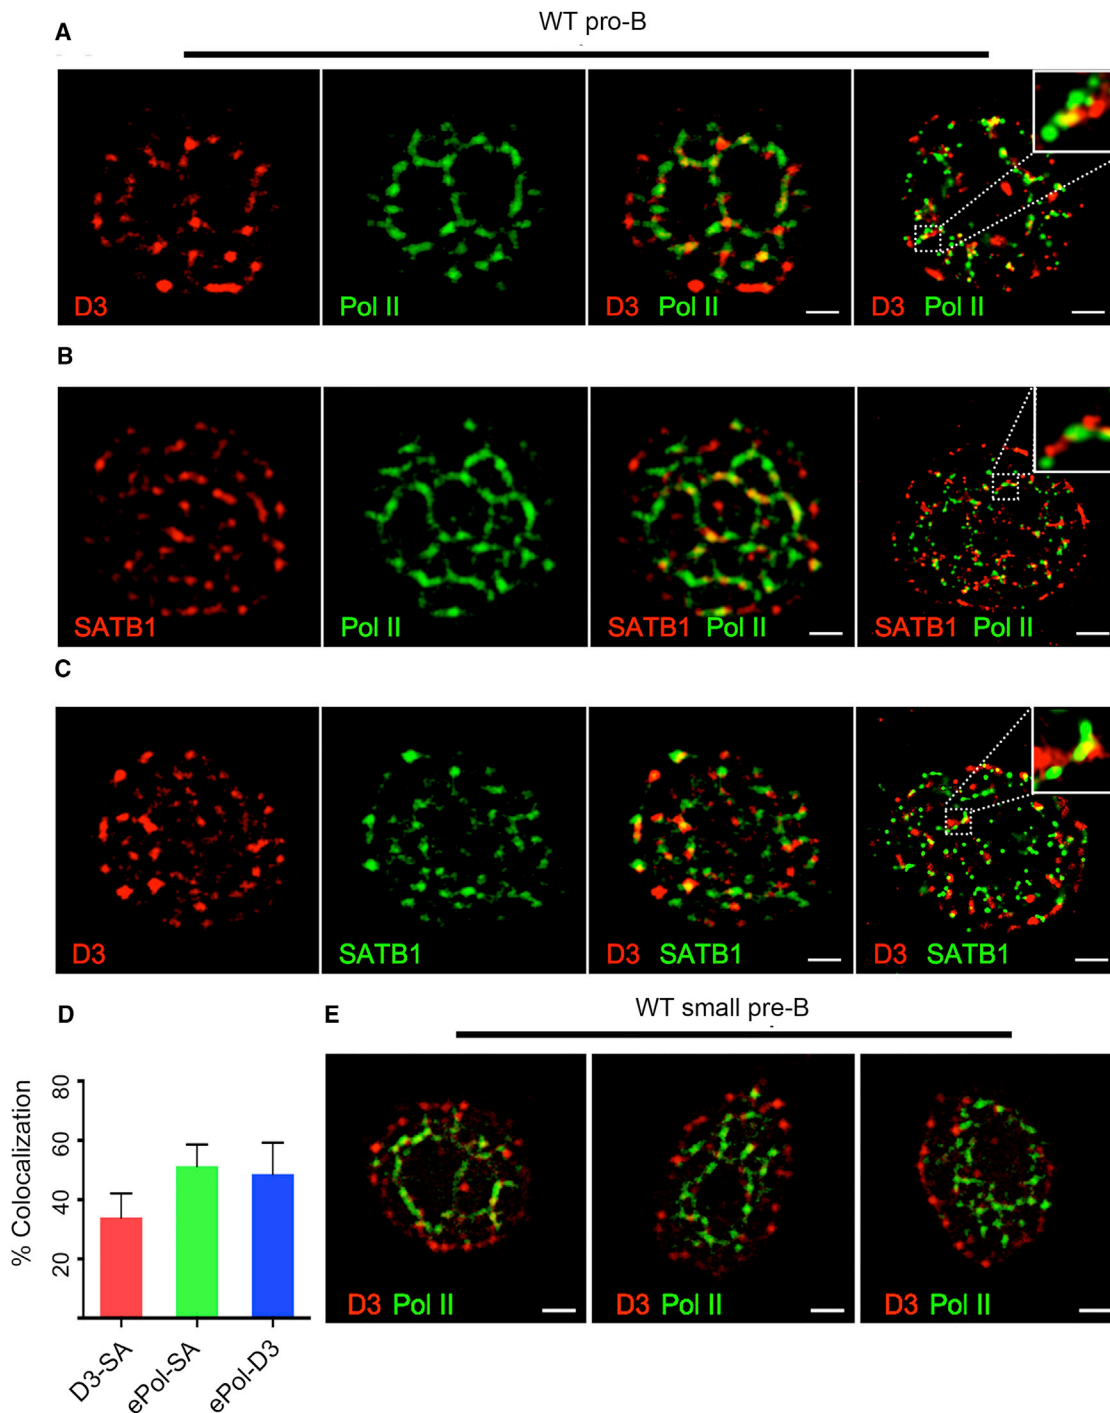 A
WT pro-B
D3
Pol II
D3 Pol II
D3 Pol II
B
SATB1
Pol II
SATB1 Pol II
SATB1 Pol II
C
D3
SATB1
D3 SATB1
D3 SATB1
D
% Colocalization
80
60
40
20
D3-SA
ePol-SA
ePol-D3
E
WT small pre-B
D3 Pol II
D3 Pol II
D3 Pol II